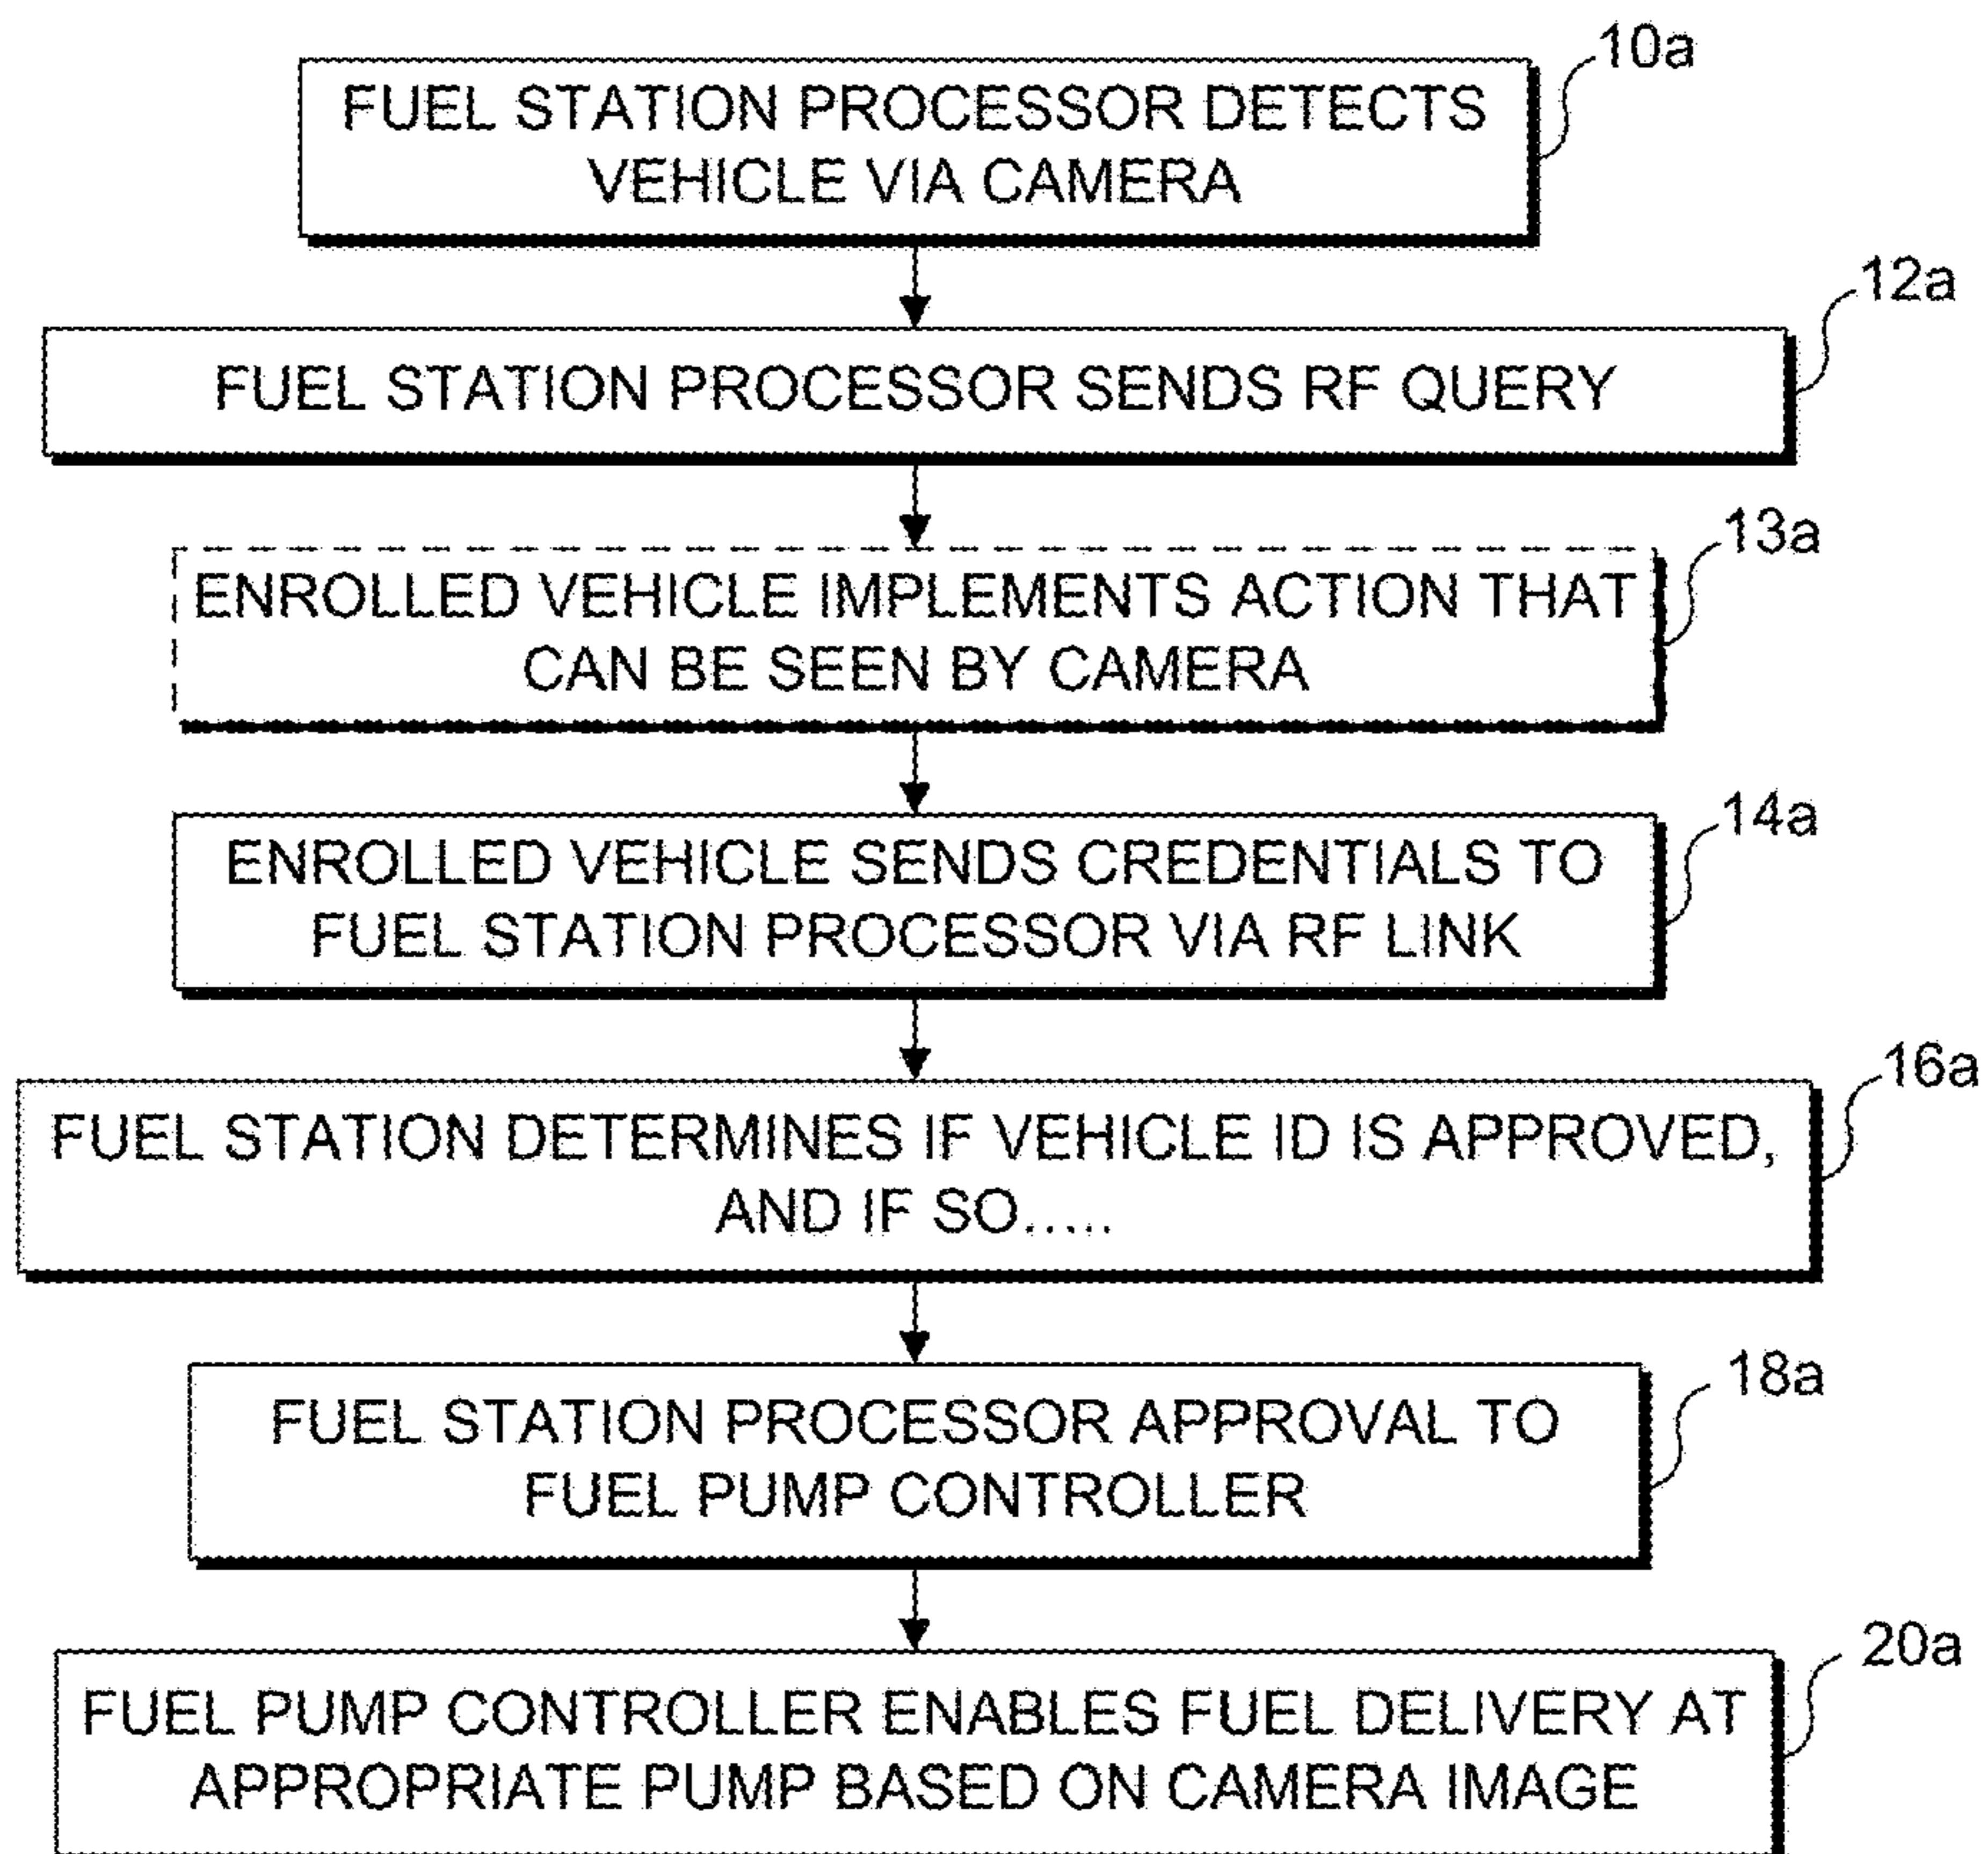 10a
FUEL STATION PROCESSOR DETECTS
VEHICLE VIA CAMERA
12a
FUEL STATION PROCESSOR SENDS RF QUERY
13a
ENROLLED VEHICLE IMPLEMENTS ACTION THAT
CAN BE SEEN BY CAMERA
14a
ENROLLED VEHICLE SENDS CREDENTIALS TO
FUEL STATION PROCESSOR VIA RF LINK
16a
FUEL STATION DETERMINES IF VEHICLE ID IS APPROVED,
AND IF SO.....
18a
FUEL STATION PROCESSOR APPROVAL TO
FUEL PUMP CONTROLLER
20a
FUEL PUMP CONTROLLER ENABLES FUEL DELIVERY AT
APPROPRIATE PUMP BASED ON CAMERA IMAGE